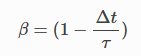 β = (1 − Δt/τ)